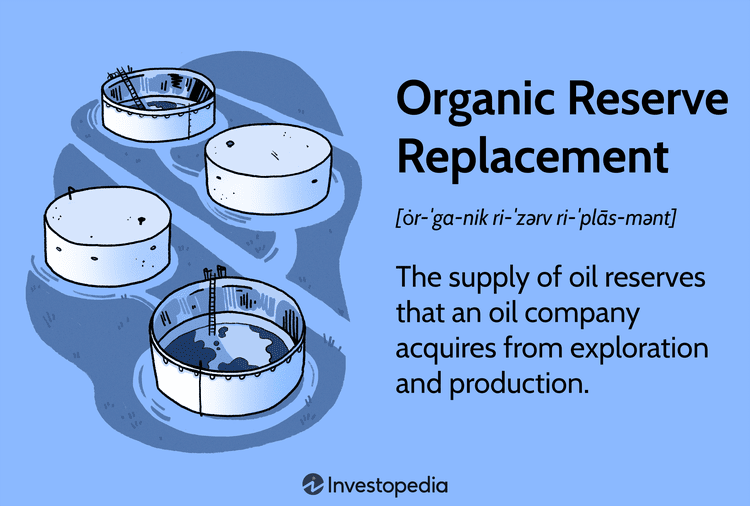 Organic Reserve
Replacement
[ȯr-ˈga-nik ri-ˈzərv ri-ˈplās-mənt]
The supply of oil reserves
that an oil company
acquires from exploration
and production.
Investopedia